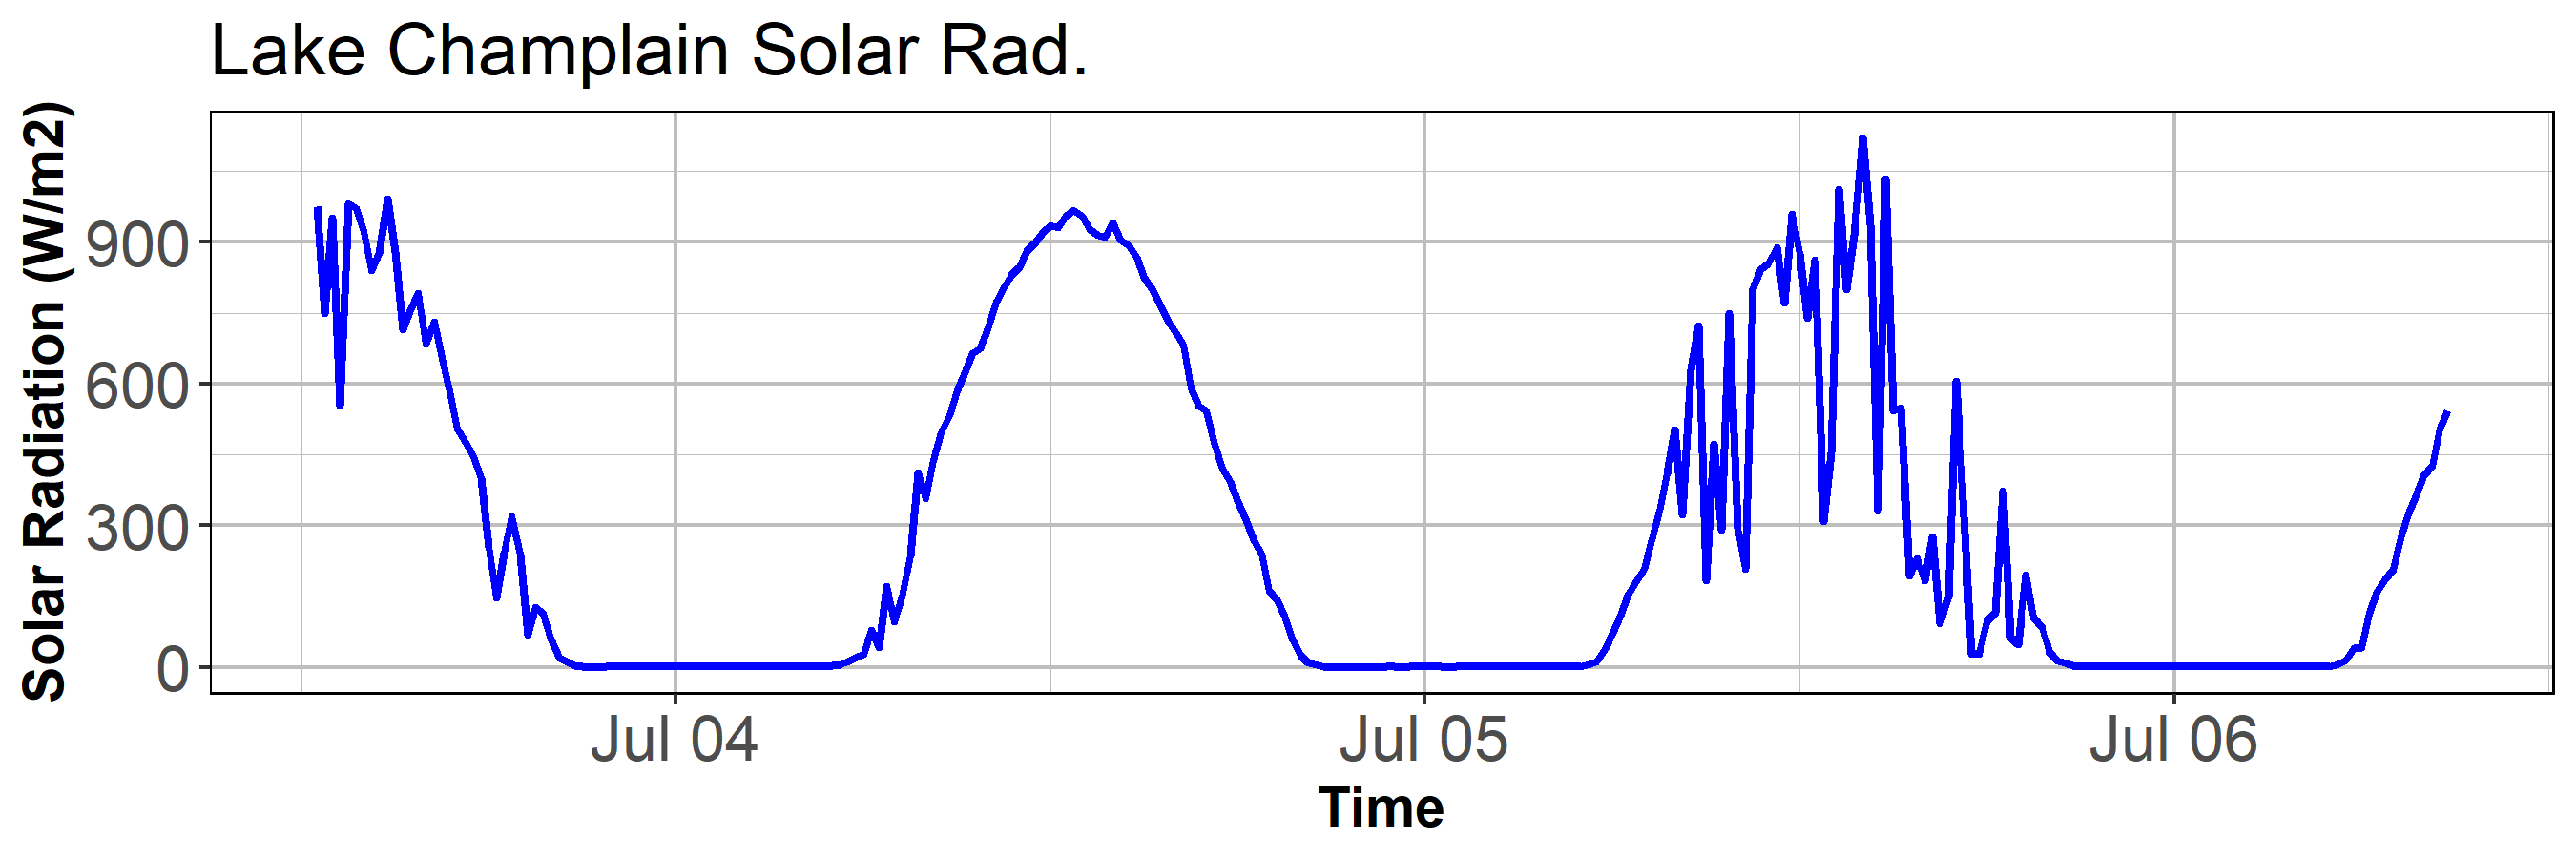 Lake Champlain Solar Rad.
Solar Radiation (W/m2)
900
600
300
0
Jul 04
Jul 05
Jul 06
Time